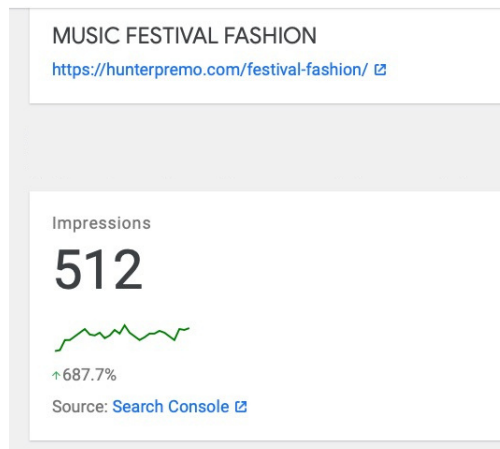 MUSIC FESTIVAL FASHION
https://hunterpremo.com/festival-fashion/
Impressions
512
↑687.7%
Source: Search Console